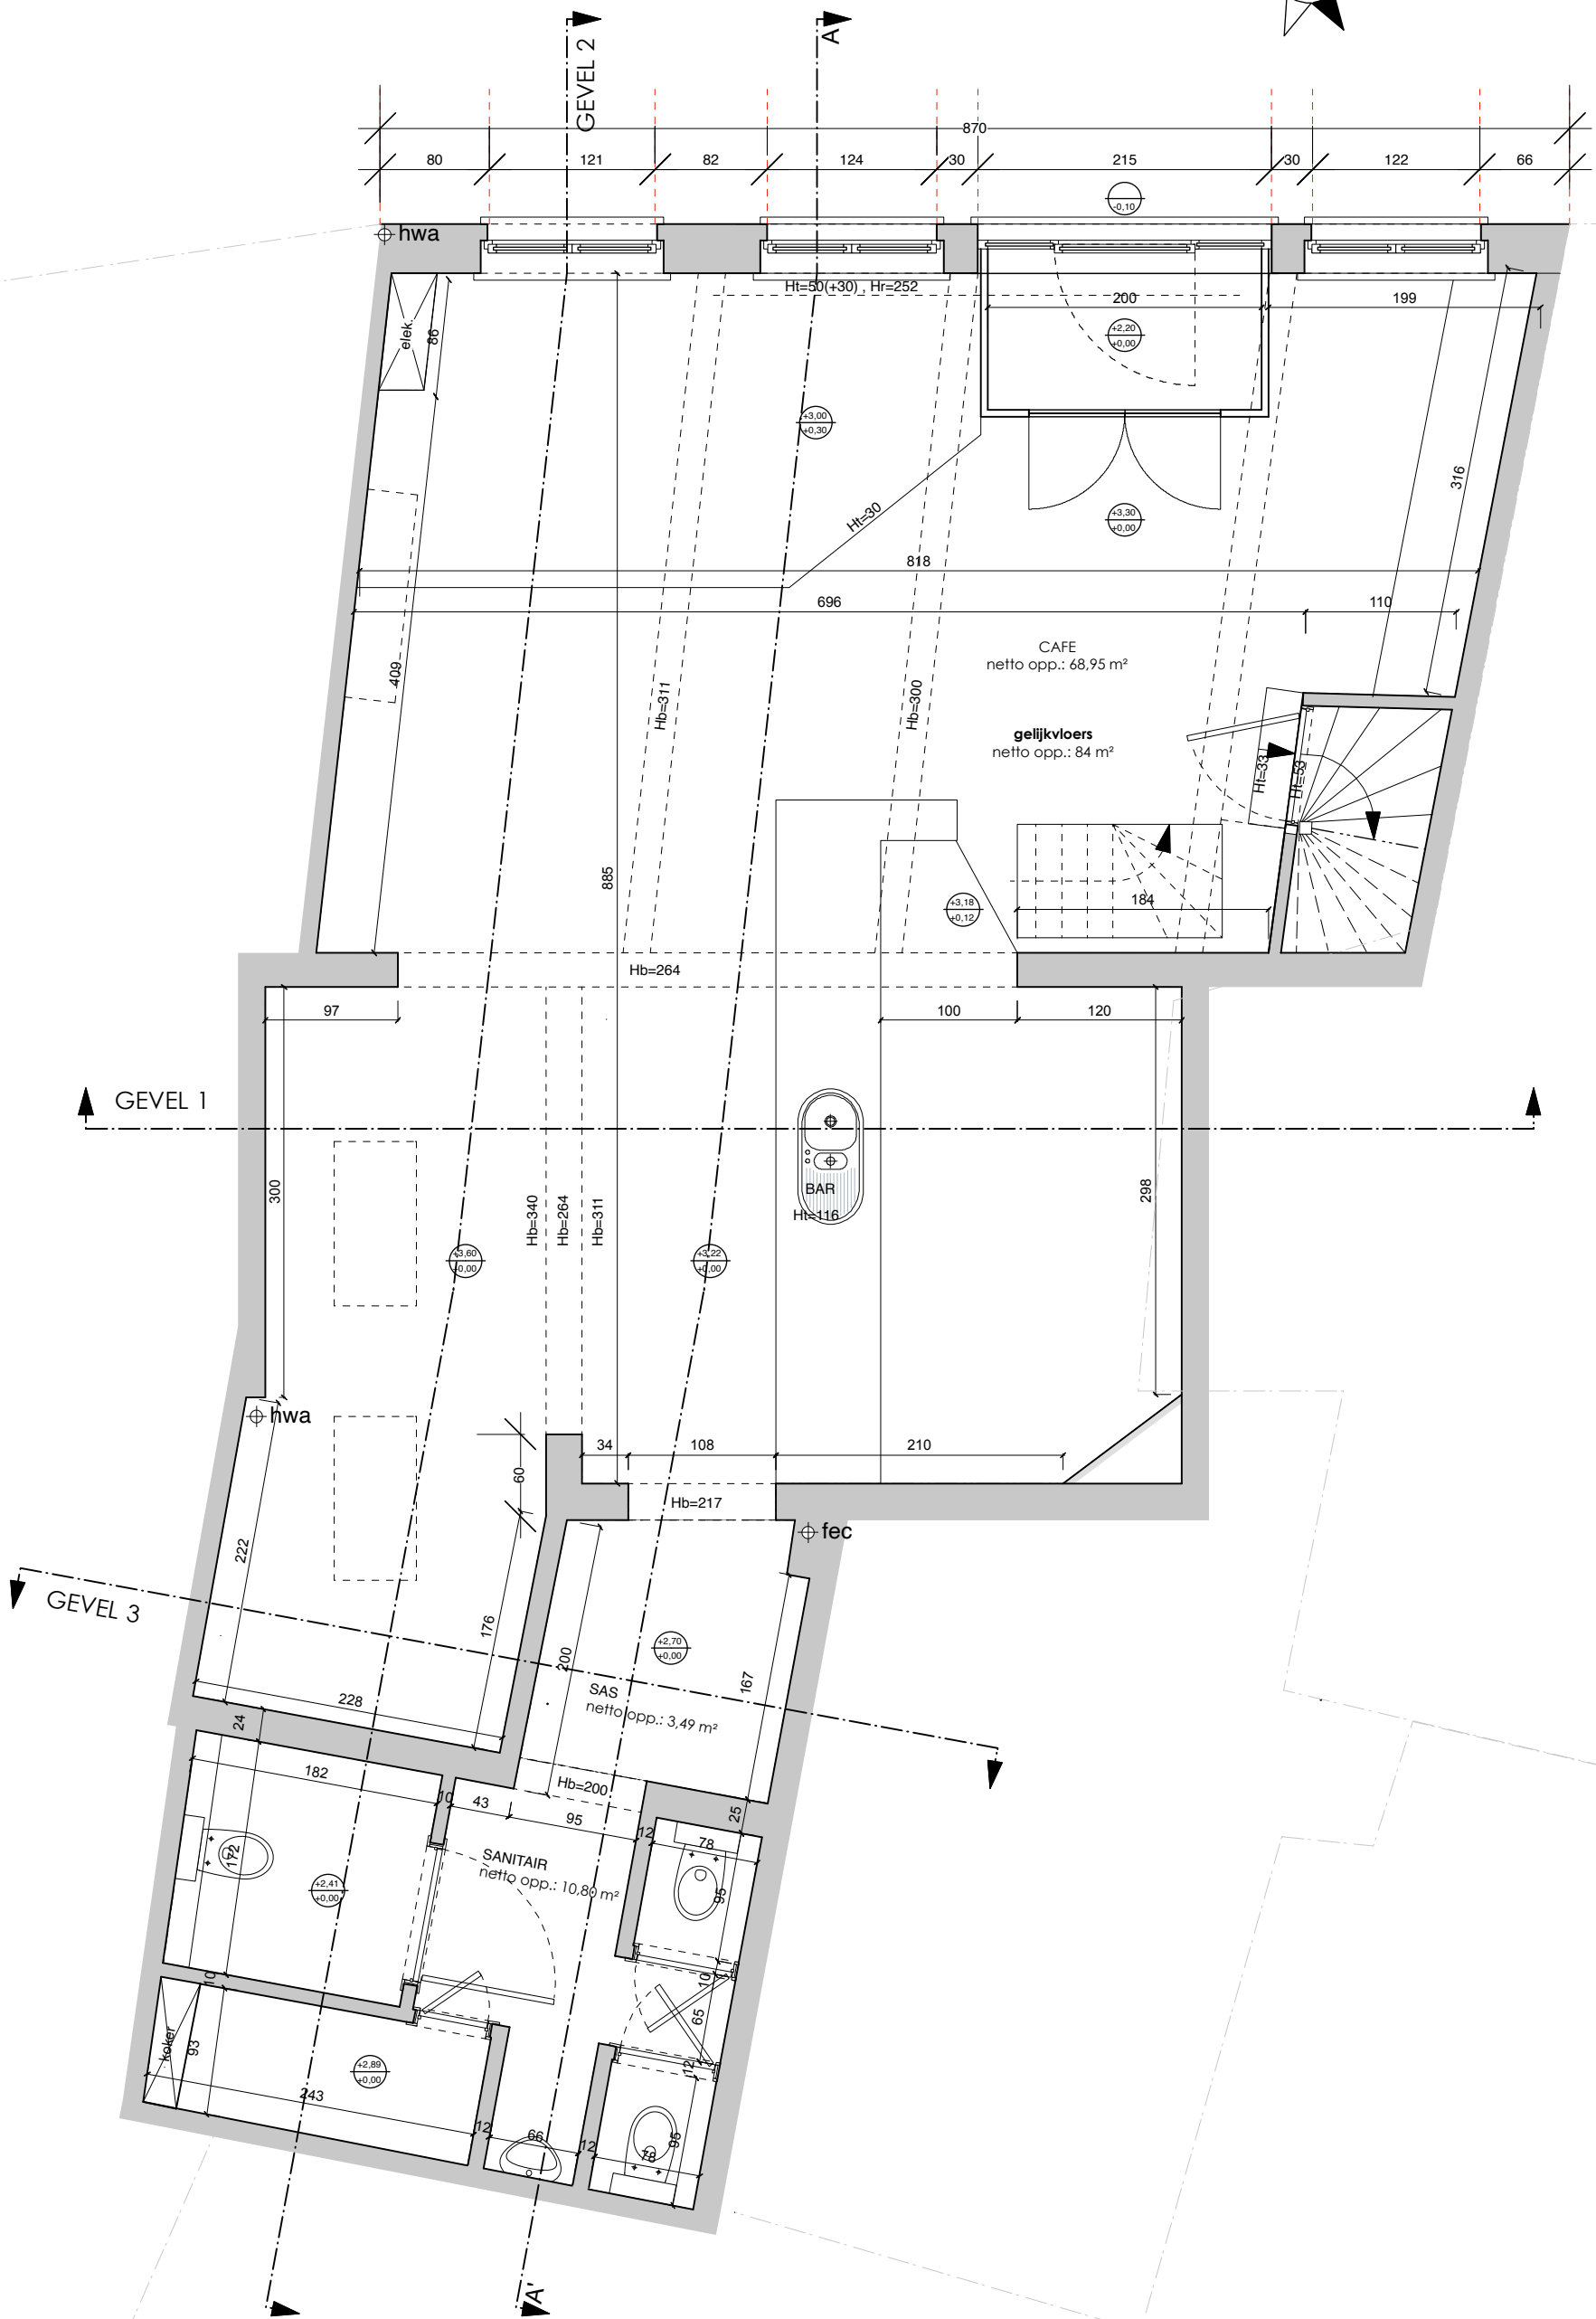 GEVEL 2
A
870
80
121
82
124
30
215
30
122
66
-0,10
hwa
Ht=50(+30) , Hr=252
200
199
elek.
86
+2,20
+0,00
+3,00
+0,30
316
Ht=30
+3,30
+0,00
818
696
110
CAFE
netto opp.: 68,95 m²
409
Hb=311
Hb=300
gelijkvloers
netto opp.: 84 m²
Ht=33
Ht=53
885
184
+3,18
+0,12
Hb=264
97
100
120
GEVEL 1
300
Hb=340
Hb=264
Hb=311
BAR
Ht=116
298
+3,60
+0,00
+3,22
+0,00
hwa
34
108
210
60
Hb=217
fec
222
GEVEL 3
176
200
+2,70
+0,00
167
SAS
netto opp.: 3,49 m²
228
24
182
Hb=200
10
43
95
25
12
78
172
SANITAIR
netto opp.: 10,80 m²
+2,41
+0,00
95
10
10
65
koker
93
+2,89
+0,00
12
243
12
66
12
78
95
A'